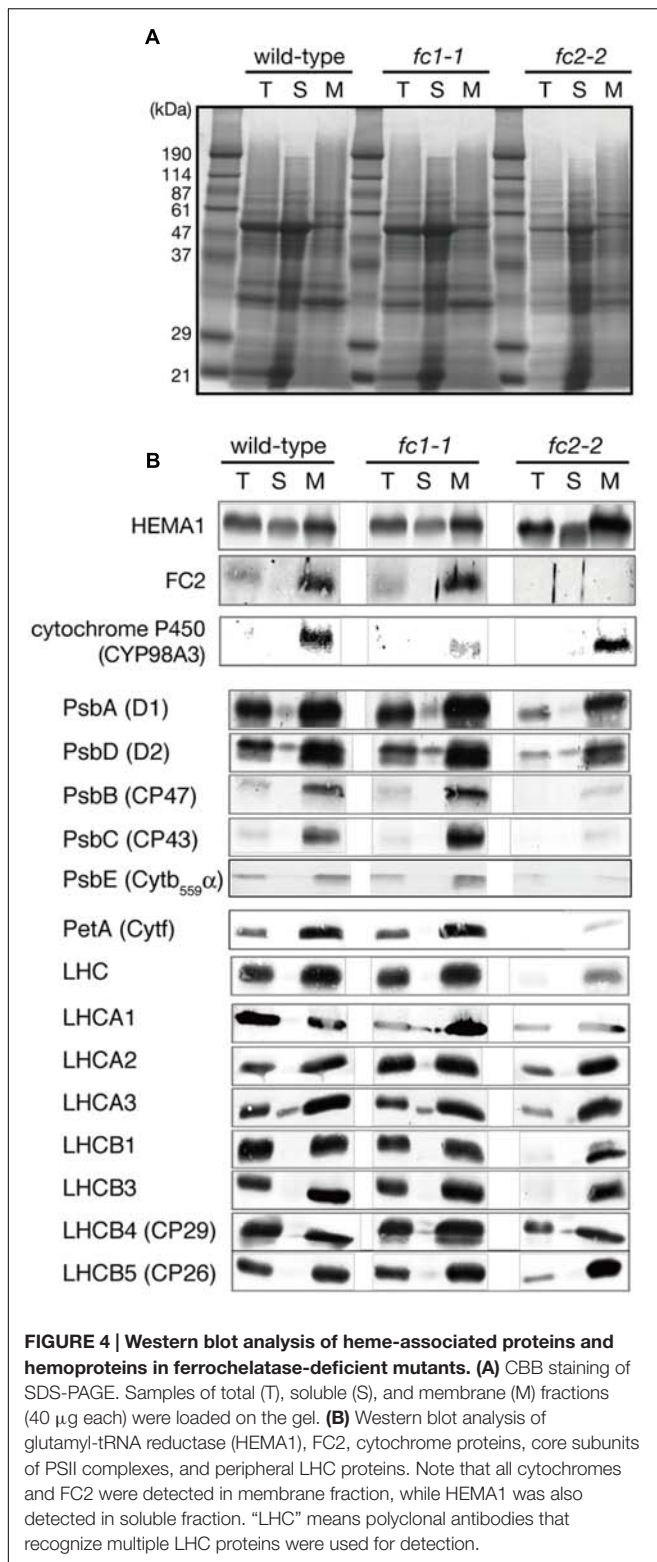 A
wild-type fc1-1 fc2-2
T S M T S M T S M
(kDa)
190
114
87
61
47
37
29
21
B
wild-type fc1-1 fc2-2
T S M T S M T S M
HEMA1
FC2
cytochrome P450
(CYP98A3)
PsbA (D1)
PsbD (D2)
PsbB (CP47)
PsbC (CP43)
PsbE (Cytb559α)
PetA (Cytf)
LHC
LHCA1
LHCA2
LHCA3
LHCB1
LHCB3
LHCB4 (CP29)
LHCB5 (CP26)
FIGURE 4 | Western blot analysis of heme-associated proteins and
hemoproteins in ferrochelatase-deficient mutants. (A) CBB staining of
SDS-PAGE. Samples of total (T), soluble (S), and membrane (M) fractions
(40 μg each) were loaded on the gel. (B) Western blot analysis of
glutamyl-tRNA reductase (HEMA1), FC2, cytochrome proteins, core subunits
of PSII complexes, and peripheral LHC proteins. Note that all cytochromes
and FC2 were detected in membrane fraction, while HEMA1 was also
detected in soluble fraction. “LHC” means polyclonal antibodies that
recognize multiple LHC proteins were used for detection.